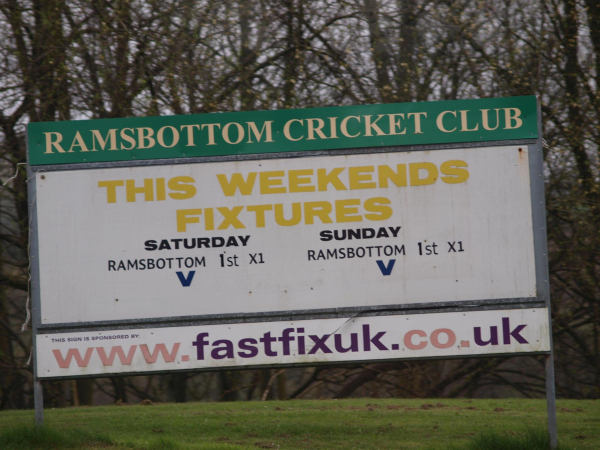 RAMSBOTTOM CRICKET CLUB
THIS WEEKENDS
FIXTURES
SATURDAY
RAMSBOTTOM 1st X1
V
SUNDAY
RAMSBOTTOM 1st X1
V
THIS SIGN IS SPONSORED BY:
www.fastfixuk.co.uk